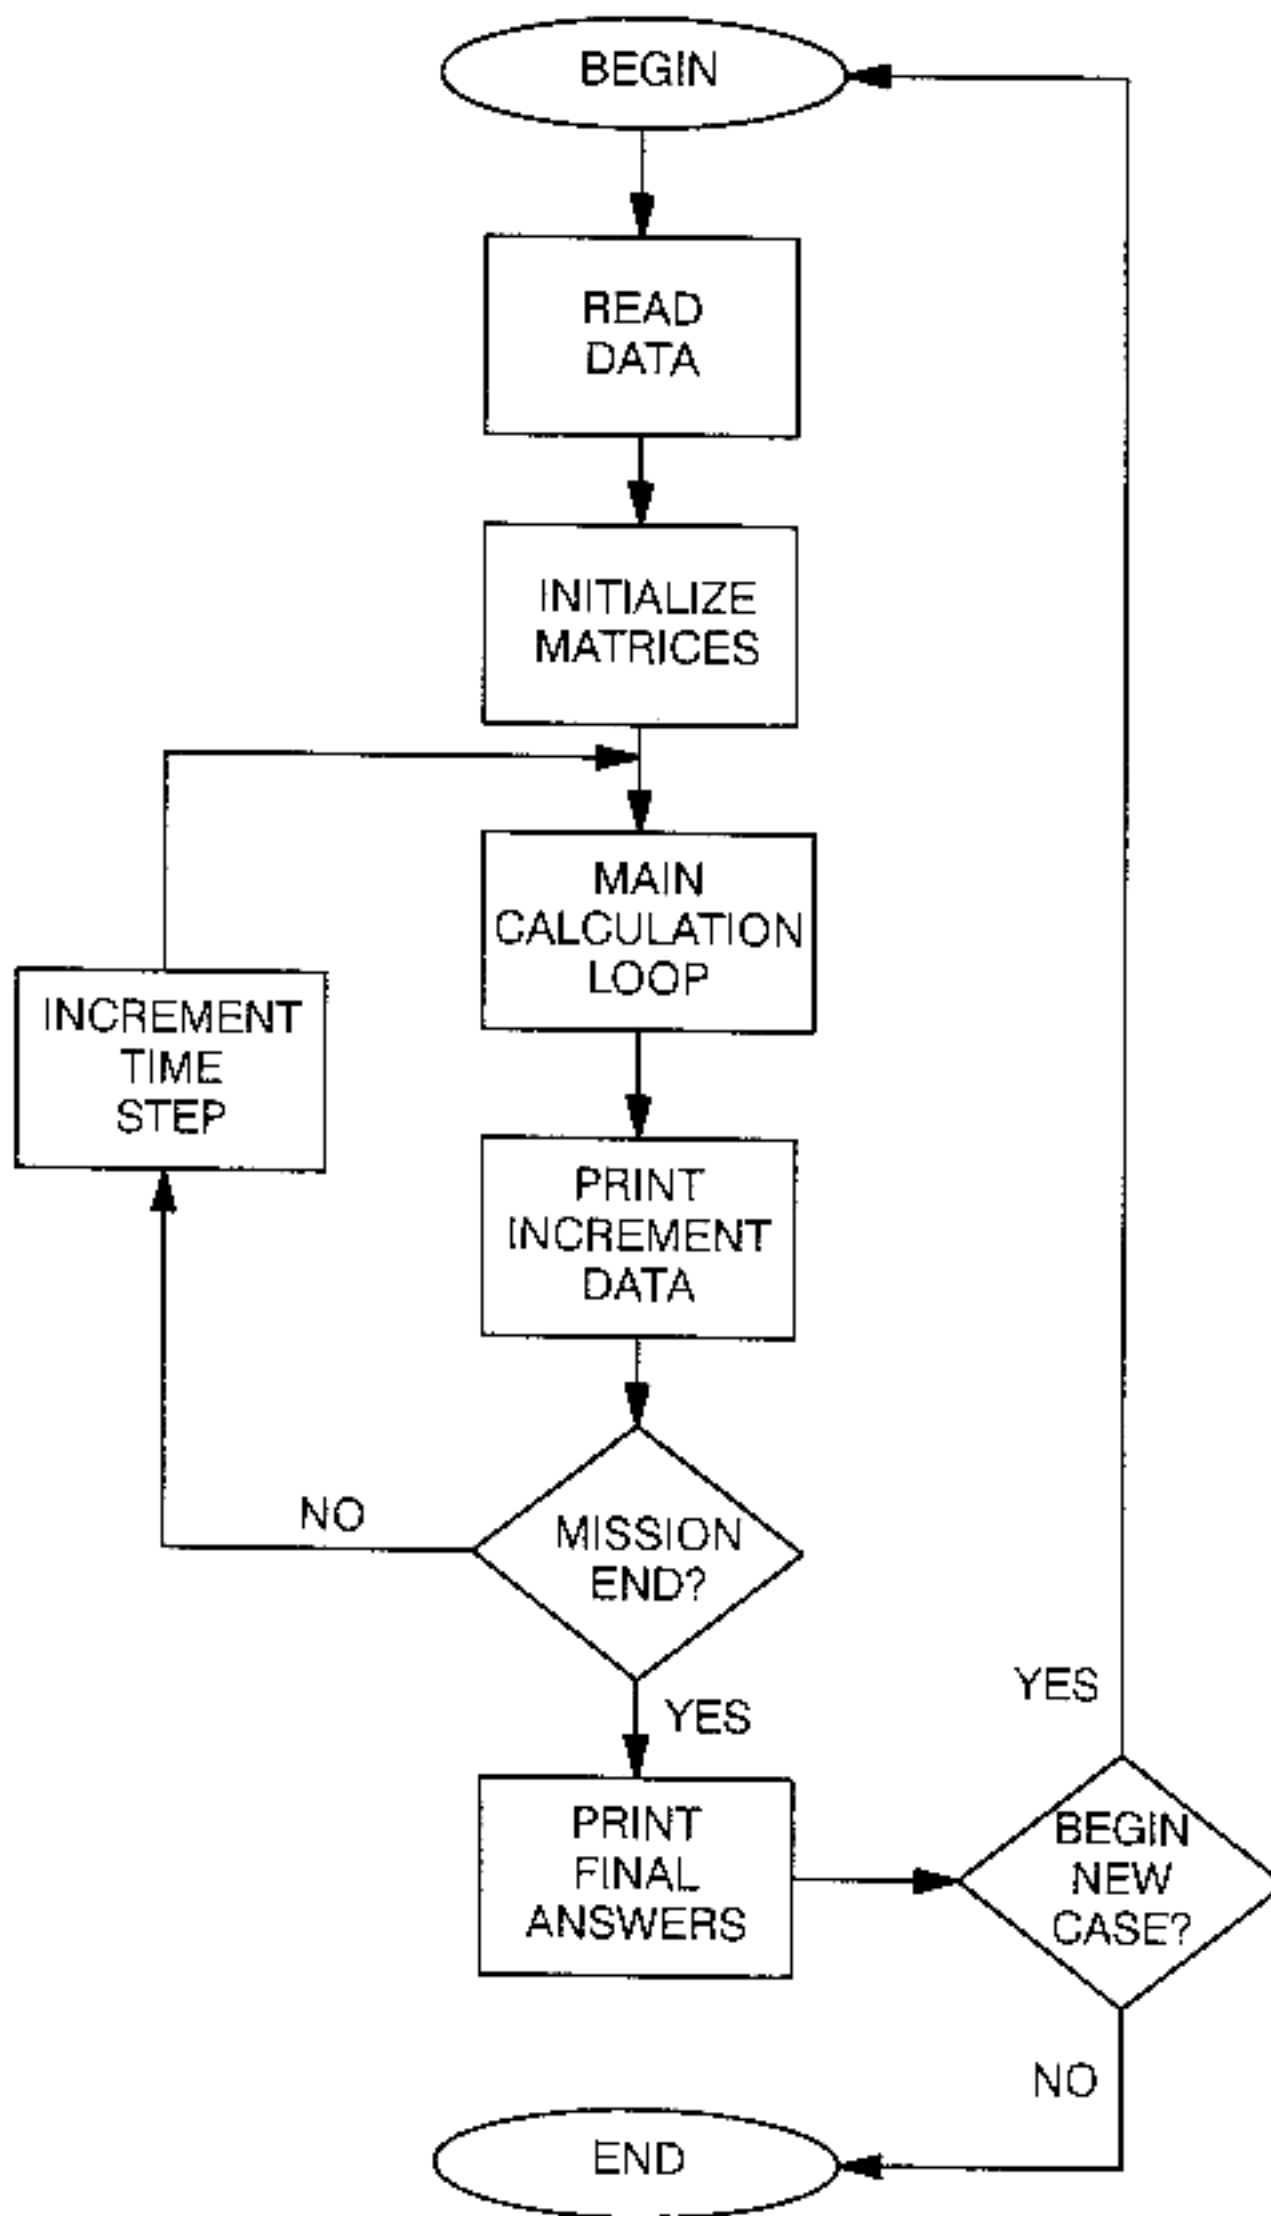 BEGIN
READ
DATA
INITIALIZE
MATRICES
MAIN
CALCULATION
LOOP
INCREMENT
TIME
STEP
PRINT
INCREMENT
DATA
NO
MISSION
END?
YES
YES
PRINT
FINAL
ANSWERS
BEGIN
NEW
CASE?
NO
END